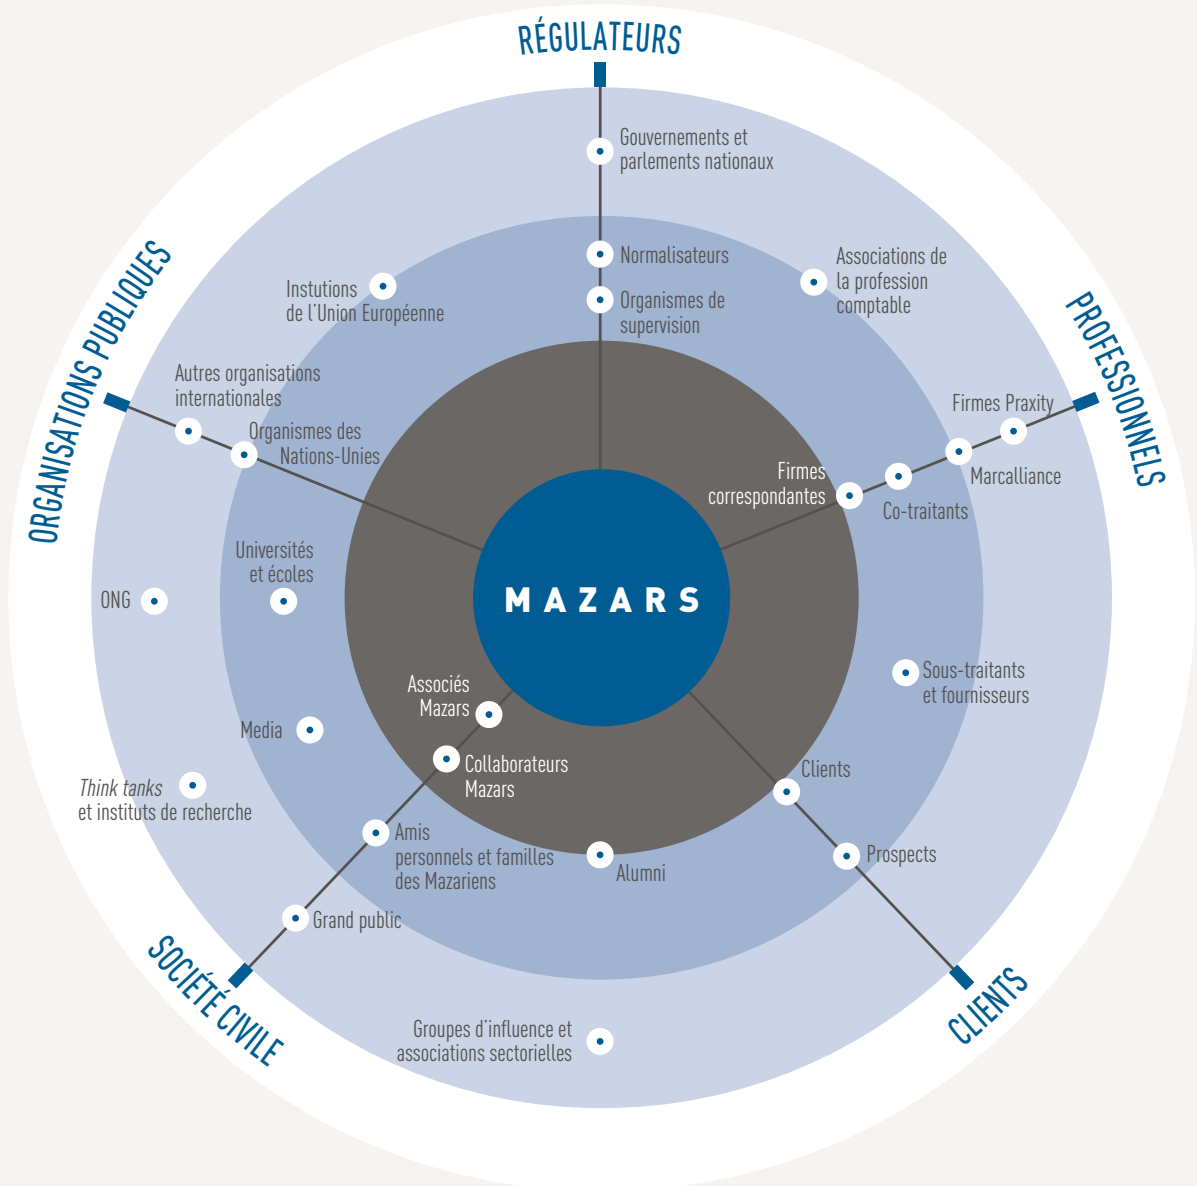 RÉGULATEURS
Gouvernements et
parlements nationaux
Normalisateurs
Organismes de
supervision
Associations de
la profession
comptable
Instutions
de l'Union Européenne
PROFESSIONNELS
ORGANISATIONS PUBLIQUES
Autres organisations
internationales
Organismes des
Nations-Unies
Firmes Praxity
Marcalliance
Firmes
correspondantes
Co-traitants
Universités
et écoles
ONG
MAZARS
Sous-traitants
et fournisseurs
Associés
Mazars
Media
Collaborateurs
Mazars
Clients
Think tanks
et instituts de recherche
Amis
personnels et familles
des Mazariens
Alumni
Prospects
Grand public
SOCIÉTÉ CIVILE
CLIENTS
Groupes d'influence et
associations sectorielles